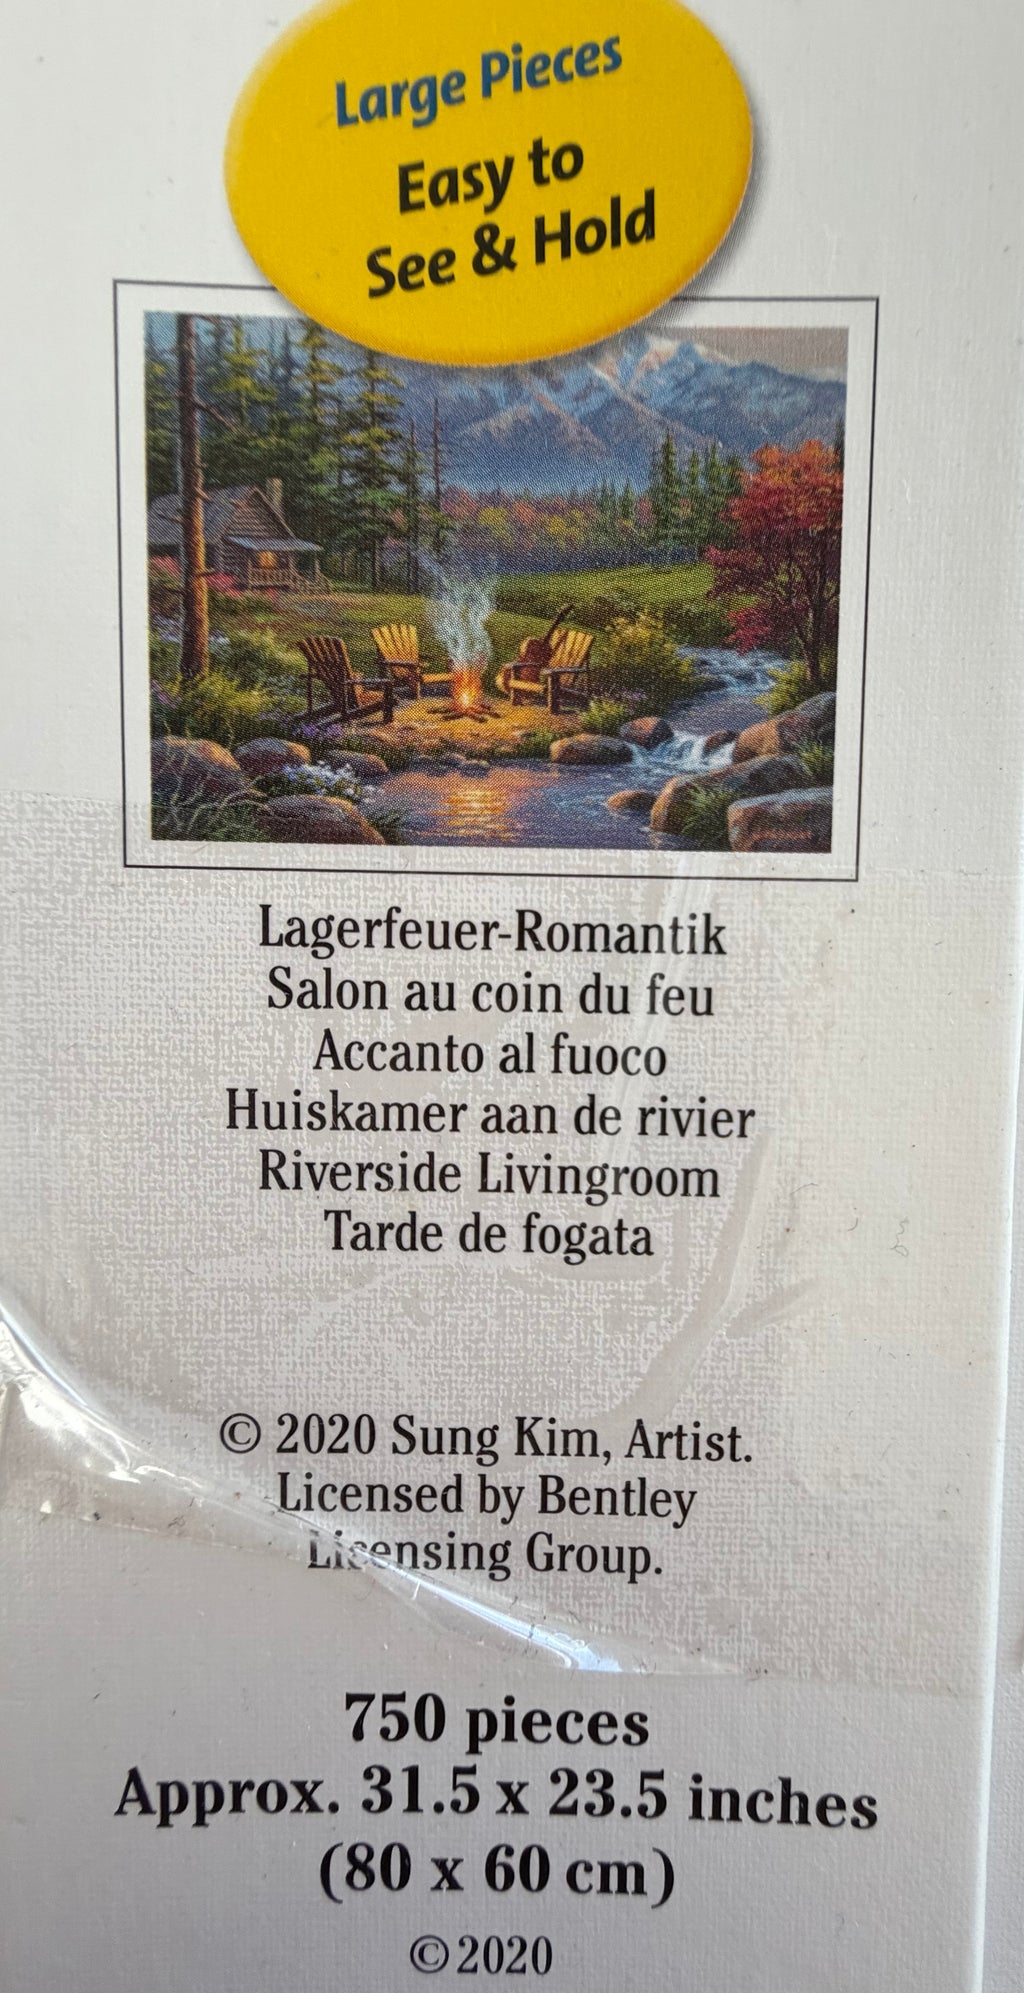 Large Pieces
Easy to
See & Hold
Lagerfeuer-Romantik
Salon au coin du feu
Accanto al fuoco
Huiskamer aan de rivier
Riverside Livingroom
Tarde de fogata
© 2020 Sung Kim, Artist.
Licensed by Bentley
Licensing Group.
750 pieces
Approx. 31.5 x 23.5 inches
(80 x 60 cm)
©2020